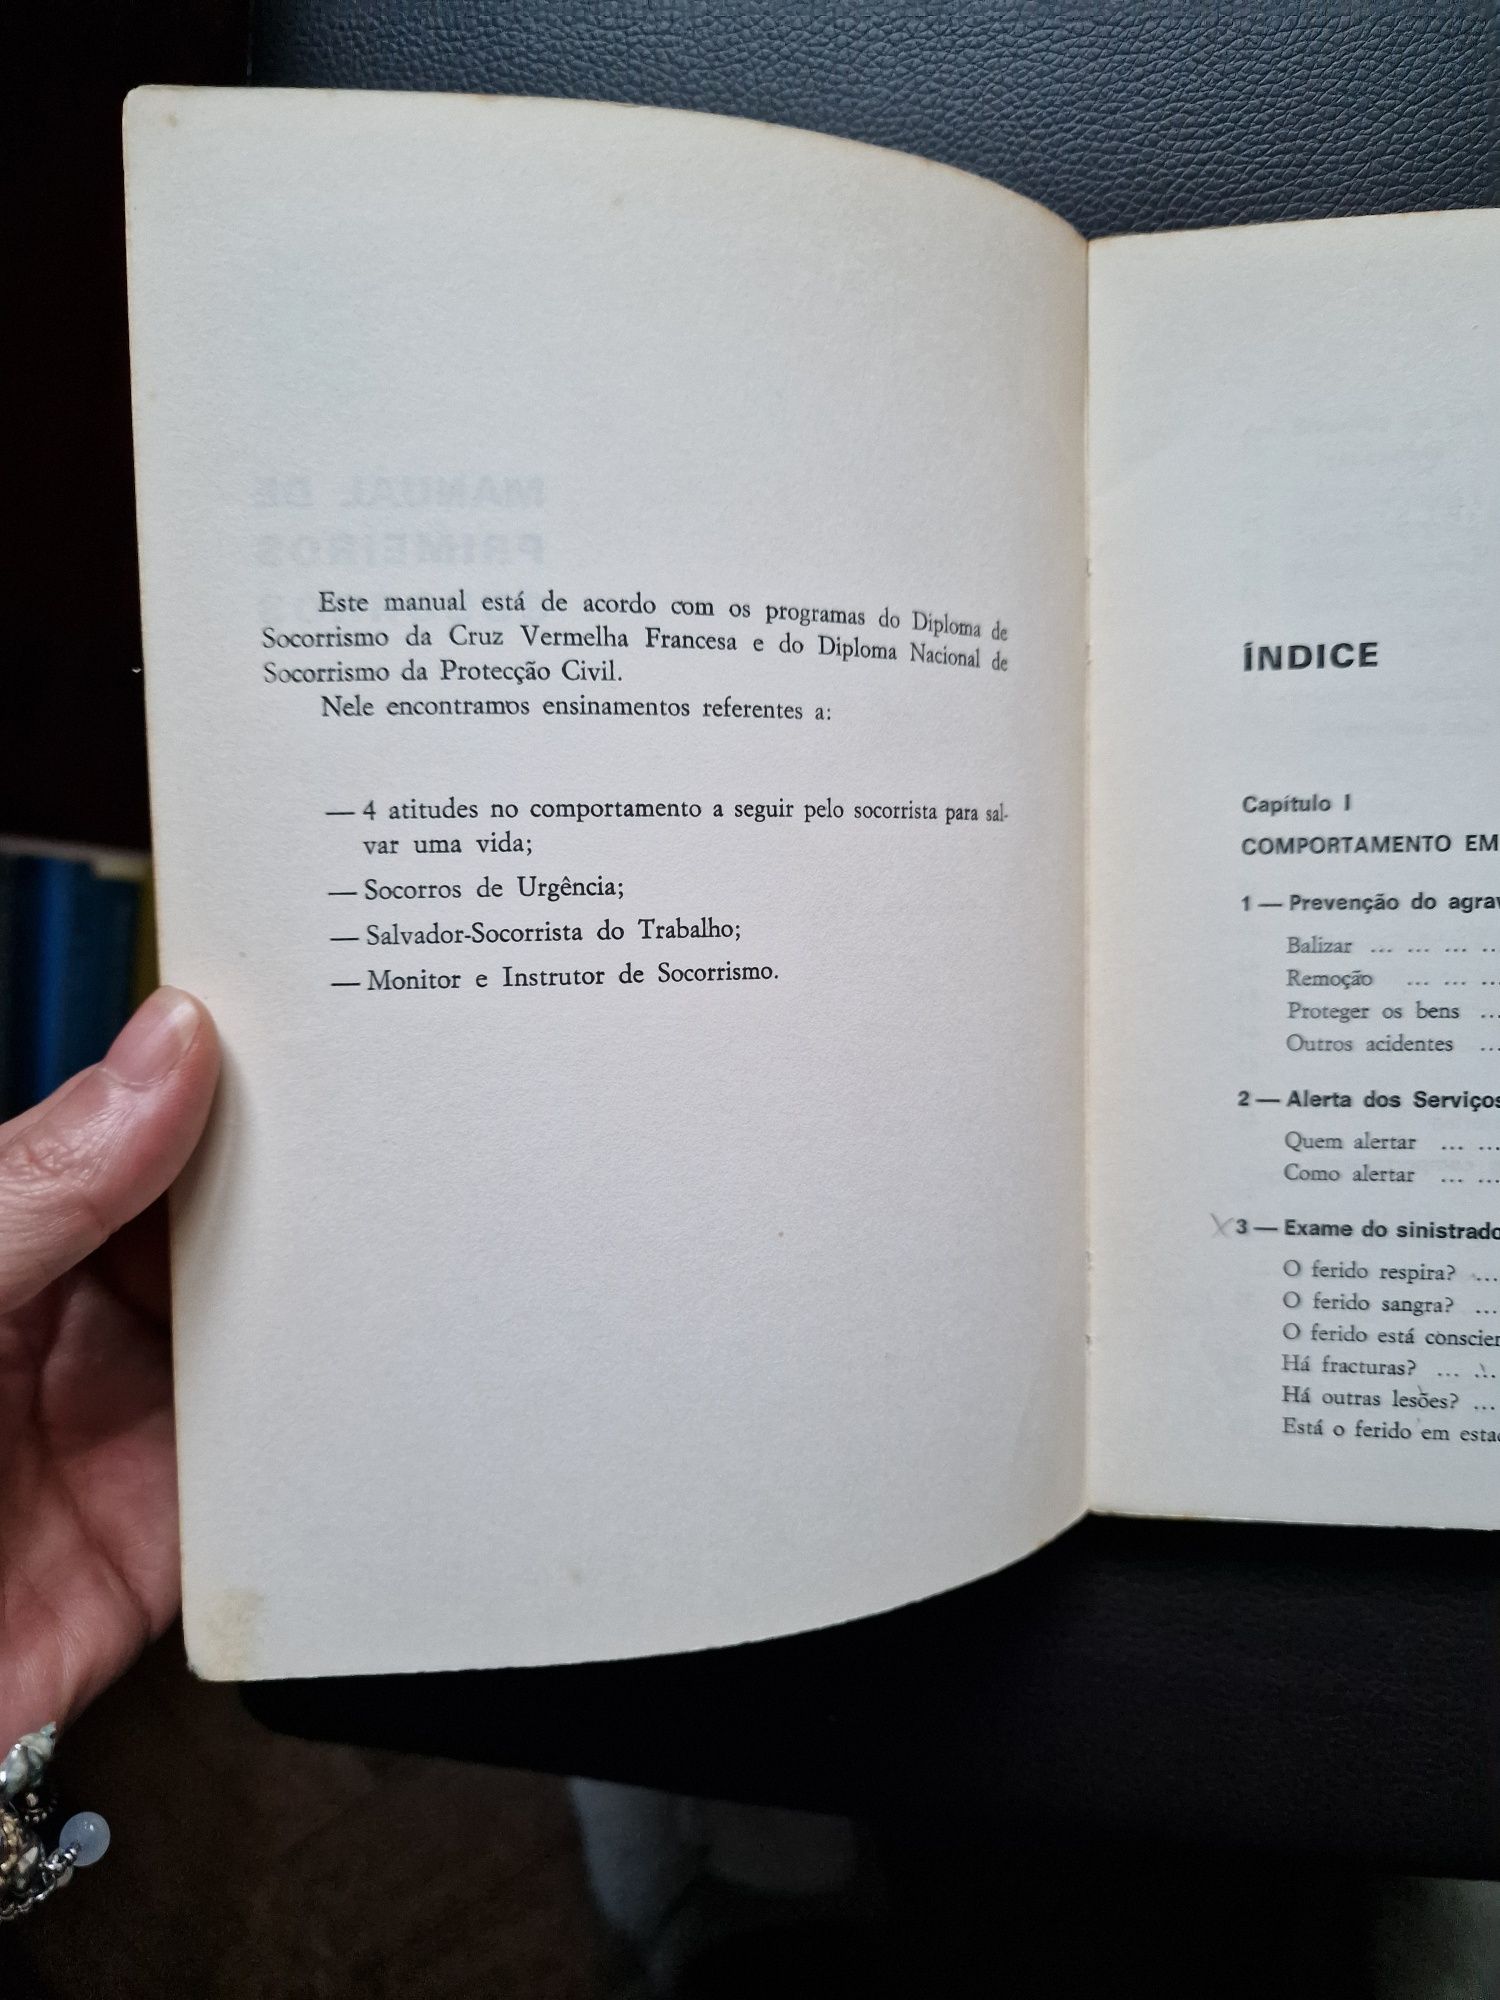 MANUAL DE
PRIMEIROS
Este manual está de acordo com os programas do Diploma de
Socorrismo da Cruz Vermelha Francesa e do Diploma Nacional de
Socorrismo da Protecção Civil.
Nele encontramos ensinamentos referentes a:
— 4 atitudes no comportamento a seguir pelo socorrista para sal-
var uma vida;
— Socorros de Urgência;
— Salvador-Socorrista do Trabalho;
— Monitor e Instrutor de Socorrismo.
ÍNDICE
Capítulo I
COMPORTAMENTO EM
1 — Prevenção do agrav
Balizar ... ... ... ..
Remoção ... ... ...
Proteger os bens ...
Outros acidentes ...
2 — Alerta dos Serviços
Quem alertar ... ...
Como alertar ... ...
3 — Exame do sinistrado
O ferido respira? ...
O ferido sangra? ...
O ferido está conscien
Há fracturas? ... ...
Há outras lesões? ...
Está o ferido em esta